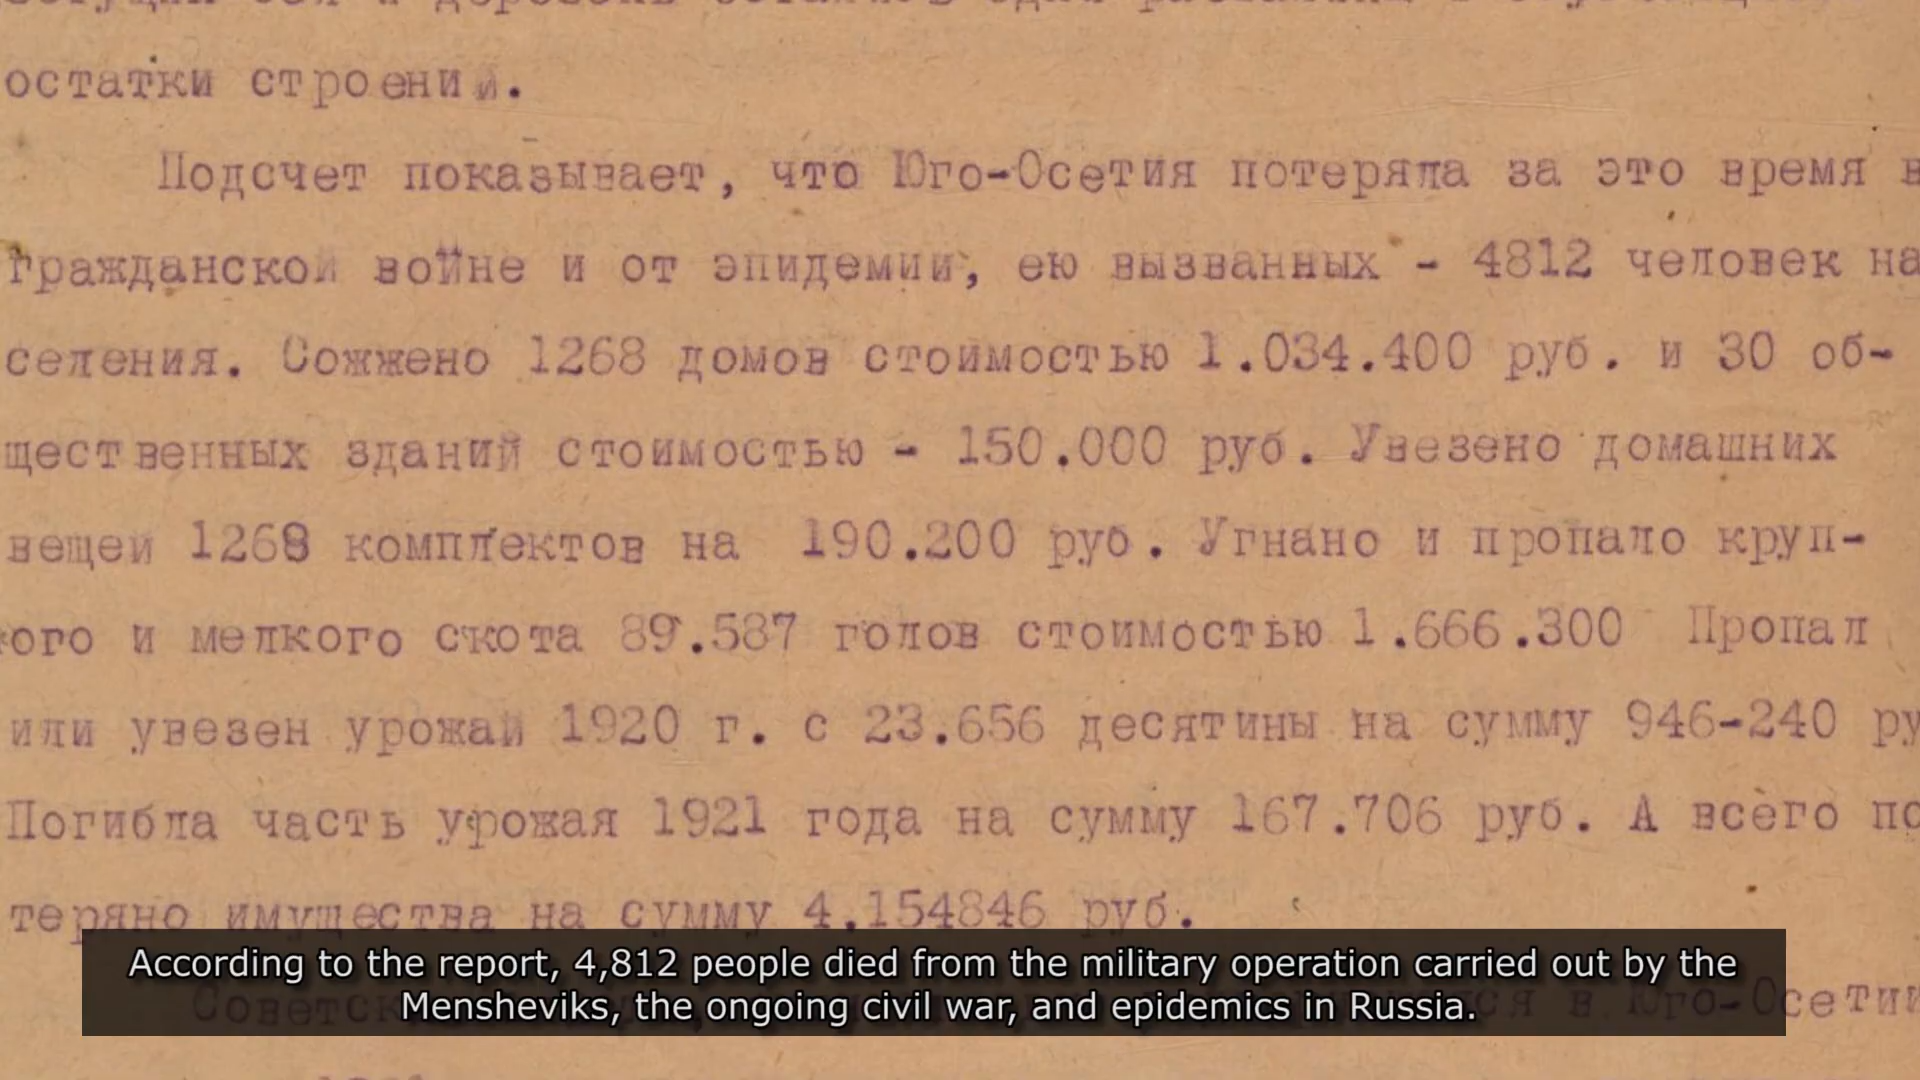 остатки строений.
Подсчет показывает, что Юго-Осетия потеряла за это время в
гражданской войне и от эпидемии, ею вызванных - 4812 человек на
селения. Сожжено 1268 домов стоимостью 1.034.400 руб. и 30 об-
щественных зданий стоимостью - 150.000 руб. Увезено домашних
вещей 1268 комплектов на 190.200 руб. Угнано и пропало круп-
ого и мелкого скота 89.587 голов стоимостью 1.666.300 Пропал
или увезен урожай 1920 г. с 23.656 десятины на сумму 946-240 ру
Погибла часть урожая 1921 года на сумму 167.706 руб. А всего по
теряно имущества на сумму 4.154846 руб.
According to the report, 4,812 people died from the military operation carried out by the
Mensheviks, the ongoing civil war, and epidemics in Russia.
в Юго-Осетии